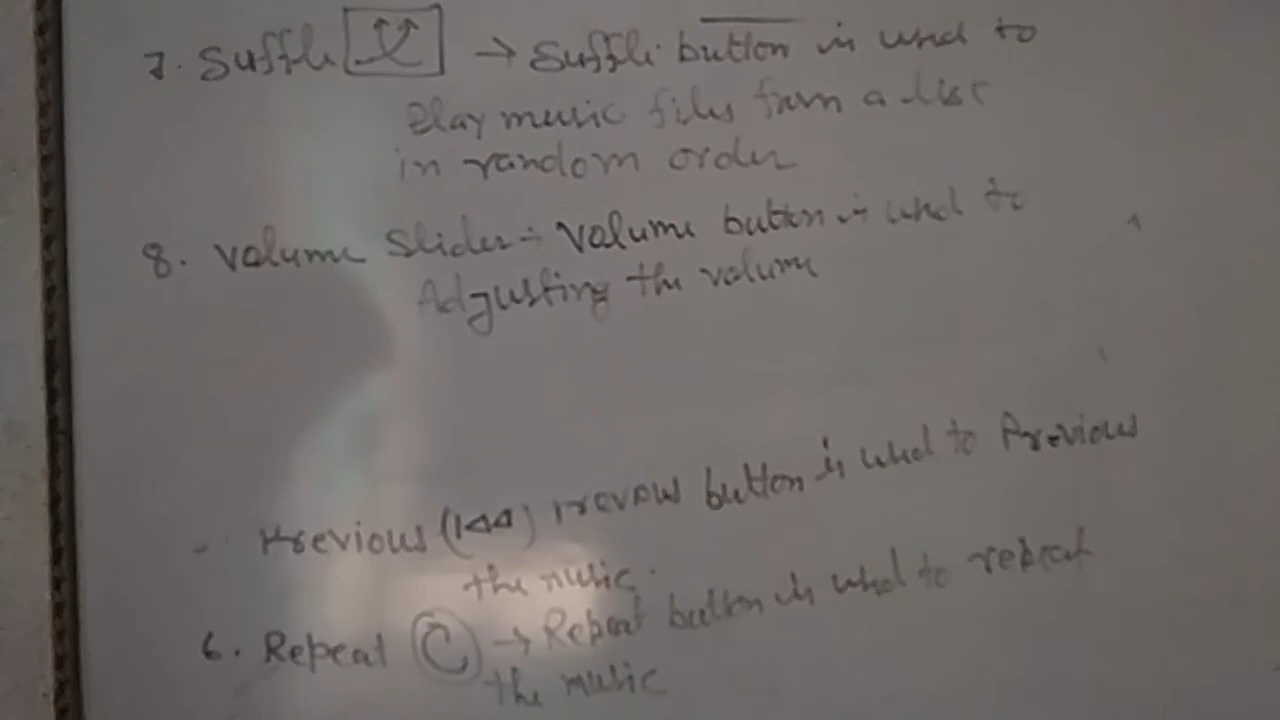 7. Suffle → Suffle button is used to
Play music files from a list
in random order
8. volume Slider :- volume button is used to
Adjusting the volume
Previous (I◁◁) button is used to Previous
the music.
6. Repeat → Repeat button is used to repeat
the music